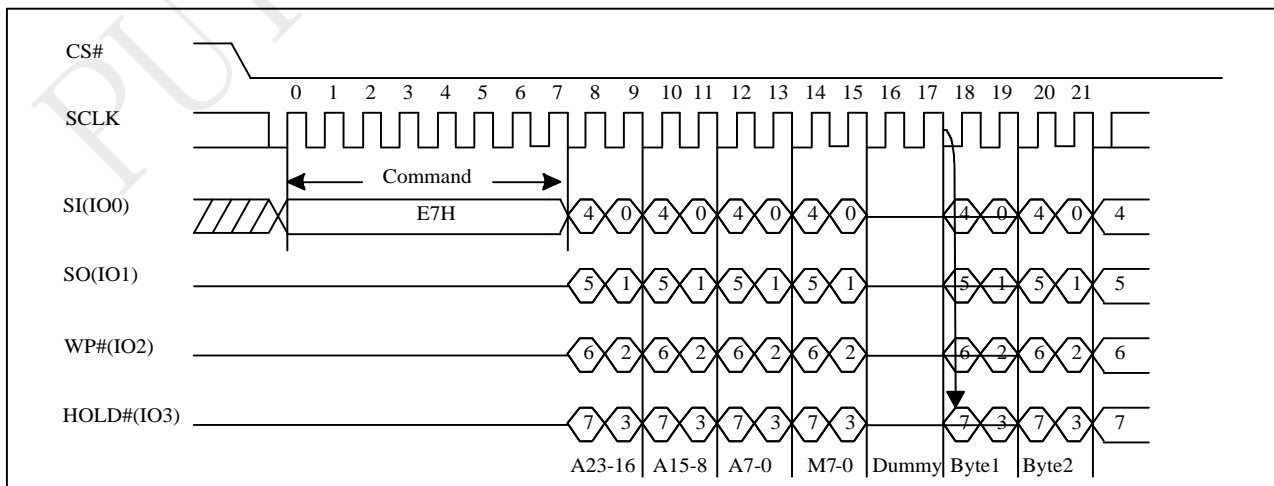 CS#
0 1 2 3 4 5 6 7 8 9 10 11 12 13 14 15 16 17 18 19 20 21
SCLK
Command
SI(IO0) E7H 4 0 4 0 4 0 4 0 4 0 4 0 4
SO(IO1) 5 1 5 1 5 1 5 1 5 1 5 1 5
WP#(IO2) 6 2 6 2 6 2 6 2 6 2 6 2 6
HOLD#(IO3) 7 3 7 3 7 3 7 3 7 3 7 3 7
A23-16 A15-8 A7-0 M7-0 Dummy Byte1 Byte2